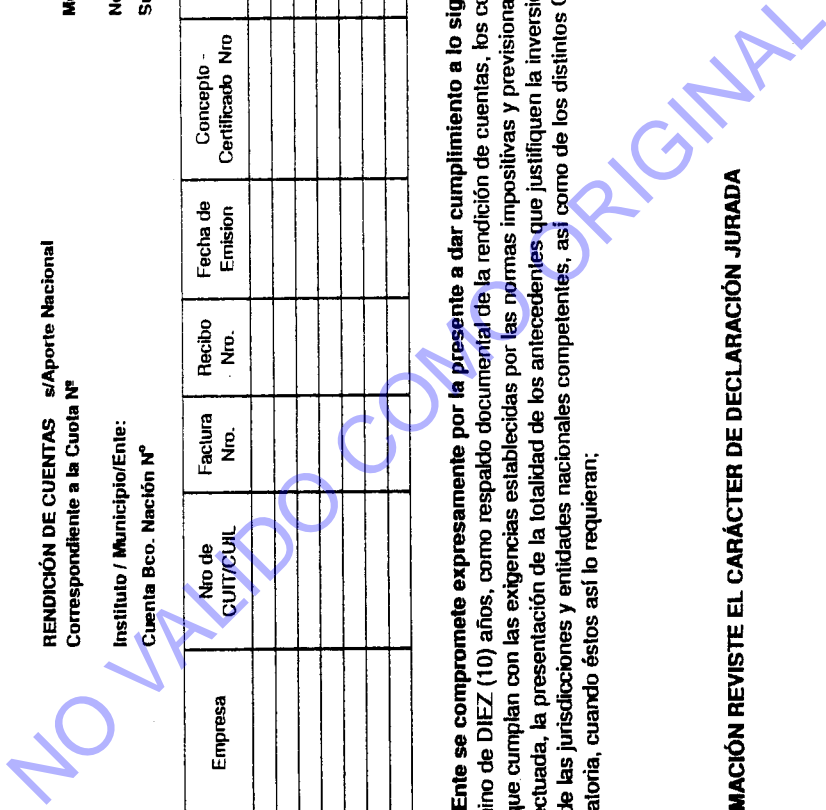 RENDICIÓN DE CUENTAS s/Aporte Nacional
Correspondiente a la Cuota Nº
Instituto / Municipio/Ente:
Cuenta Bco. Nación N°
Empresa Nro de CUIT/CUIL Factura Nro. Recibo Nro. Fecha de Emision Concepto - Certificado Nro
Ente se compromete expresamente por la presente a dar cumplimiento a lo sig
ino de DIEZ (10) años, como respaldo documental de la rendición de cuentas, los co
que cumplan con las exigencias establecidas por las normas impositivas y previsiona
ectuada, la presentación de la totalidad de los antecedentes que justifiquen la inversi
de las jurisdicciones y entidades nacionales competentes, así como de los distintos
atoria, cuando éstos así lo requieran;
MACIÓN REVISTE EL CARÁCTER DE DECLARACIÓN JURADA
NO VALIDO COMO ORIGINAL